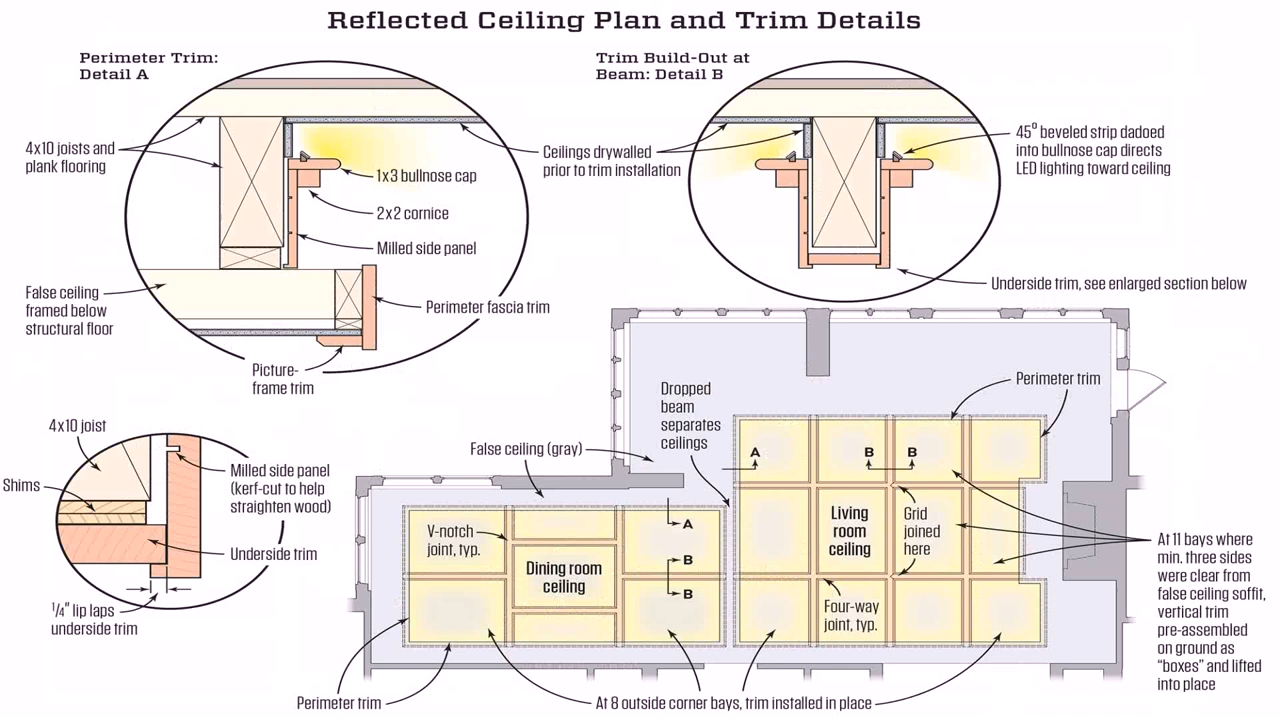 Reflected Ceiling Plan and Trim Details
Perimeter Trim:
Detail A
4x10 joists and
plank flooring
1x3 bullnose cap
2x2 cornice
Milled side panel
False ceiling
framed below
structural floor
Perimeter fascia trim
Picture-
frame trim
Trim Build-Out at
Beam: Detail B
Ceilings drywalled
prior to trim installation
45° beveled strip dadoed
into bullnose cap directs
LED lighting toward ceiling
Underside trim, see enlarged section below
4x10 joist
Shims
Milled side panel
(kerf-cut to help
straighten wood)
Underside trim
1/4" lip laps
underside trim
False ceiling (gray)
Dropped
beam
separates
ceilings
Perimeter trim
A
B
B
V-notch
joint, typ.
Dining room
ceiling
A
B
B
Living
room
ceiling
Grid
joined
here
Four-way
joint, typ.
At 11 bays where
min. three sides
were clear from
false ceiling soffit,
vertical trim
pre-assembled
on ground as
“boxes” and lifted
into place
Perimeter trim
At 8 outside corner bays, trim installed in place